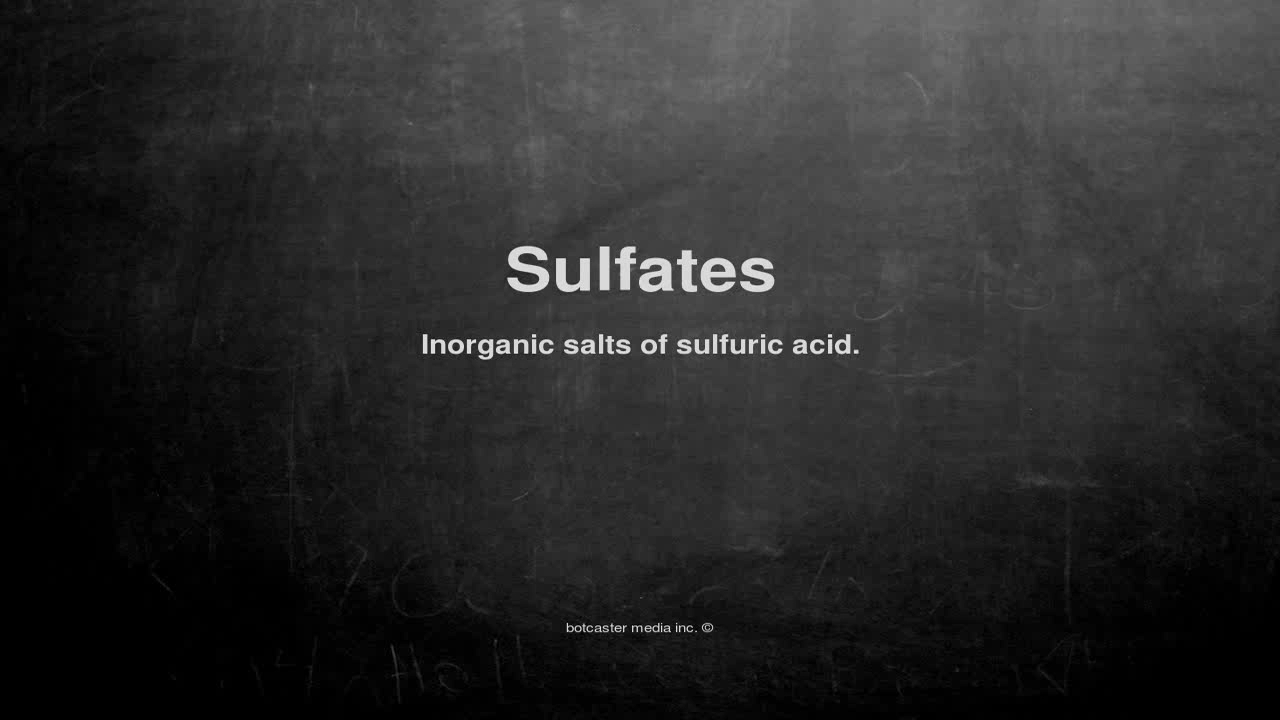 Sulfates
Inorganic salts of sulfuric acid.
botcaster media inc. ©